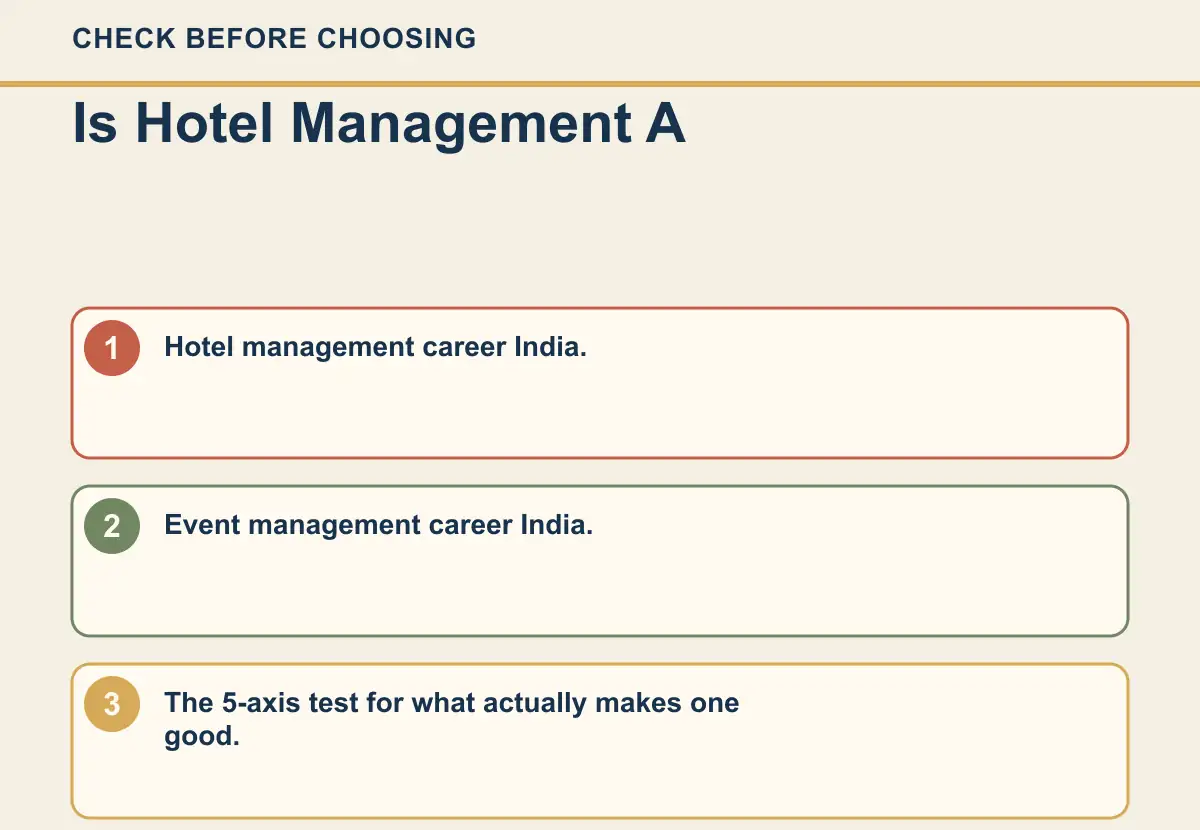 CHECK BEFORE CHOOSING
Is Hotel Management A
1
Hotel management career India.
2
Event management career India.
3
The 5-axis test for what actually makes one
good.